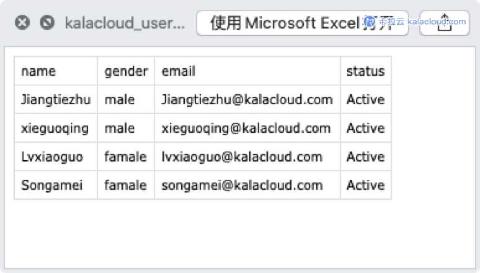 kalacloud_user... 使用 Microsoft Excel 打开
卡拉云 kalacloud.com
name gender email status
Jiangtiezhu male Jiangtiezhu@kalacloud.com Active
xieguoqing male xieguoqing@kalacloud.com Active
Lvxiaoguo famale lvxiaoguo@kalacloud.com Active
Songamei famale songamei@kalacloud.com Active